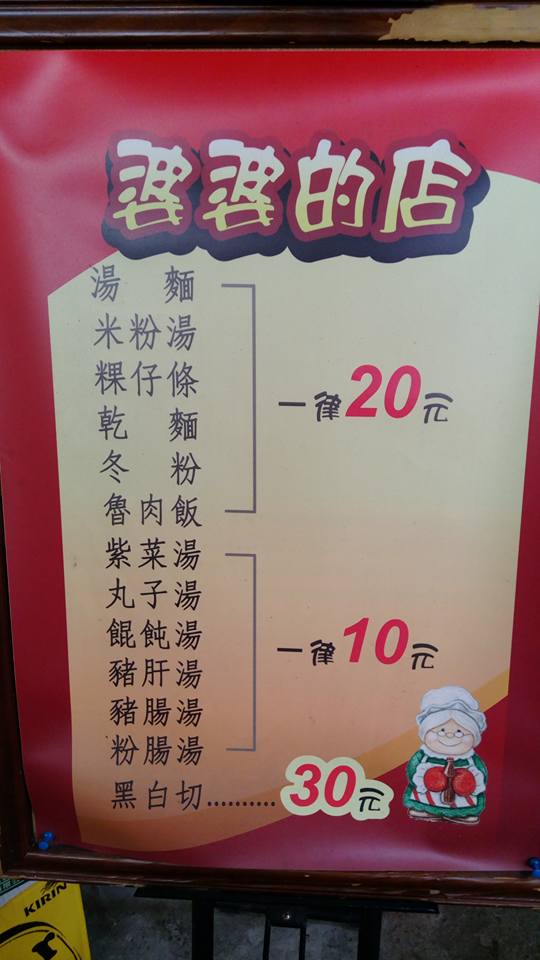 婆婆的店
湯麵
米粉湯
粿仔條
乾麵
冬粉
魯肉飯
一律20元
紫菜湯
丸子湯
餛飩湯
豬肝湯
豬腸湯
粉腸湯
一律10元
黑白切..........30元
KIRIN